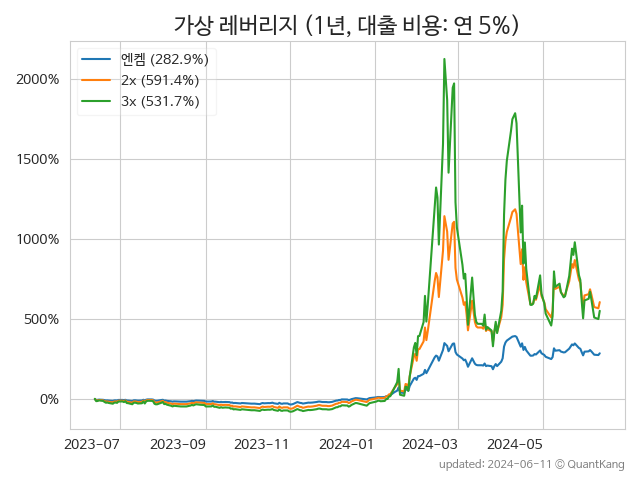 가상 레버리지 (1년, 대출 비용: 연 5%)
엔켐 (282.9%)
2x (591.4%)
3x (531.7%)
2000%
1500%
1000%
500%
0%
2023-07 2023-09 2023-11 2024-01 2024-03 2024-05
updated: 2024-06-11 © QuantKang